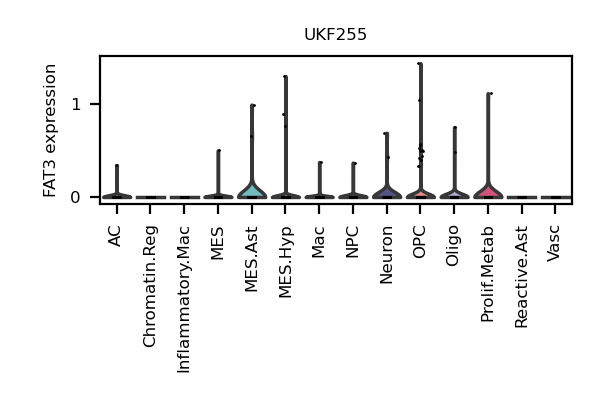 UKF255
FAT3 expression
1
0
AC
Chromatin.Reg
Inflammatory.Mac
MES
MES.Ast
MES.Hyp
Mac
NPC
Neuron
OPC
Oligo
Prolif.Metab
Reactive.Ast
Vasc